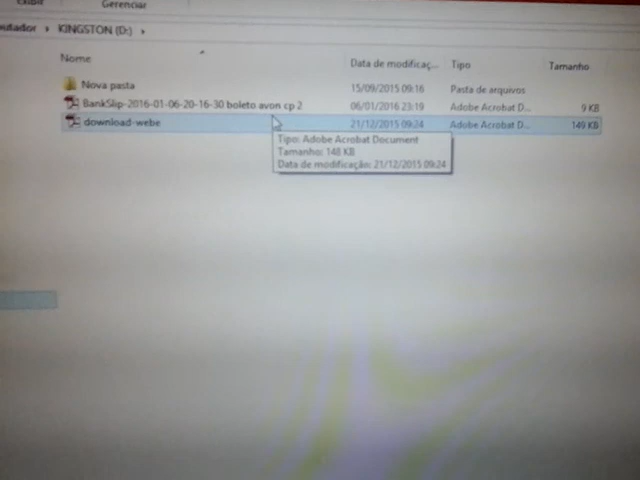 Exibir Gerenciar
KINGSTON (D:)
Nome Data de modificaç... Tipo Tamanho
Nova pasta 15/09/2015 09:16 Pasta de arquivos
BankSlip-2016-01-06-20-16-30 boleto avon cp 2 06/01/2016 23:19 Adobe Acrobat D... 9 KB
download-webe 21/12/2015 09:24 Adobe Acrobat D... 149 KB
Tipo: Adobe Acrobat Document
Tamanho: 148 KB
Data de modificação: 21/12/2015 09:24